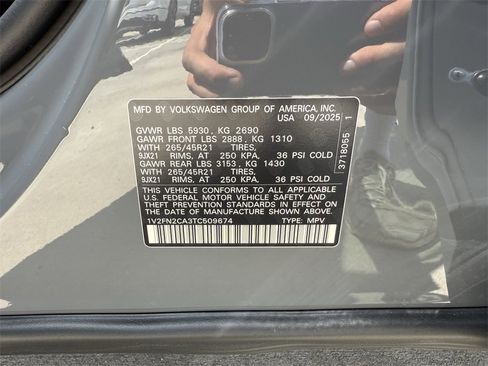 MFD BY VOLKSWAGEN GROUP OF AMERICA, INC.
USA 09/2025
GVWR LBS 5930, KG 2690
GAWR FRONT LBS 2888, KG 1310
WITH 265/45R21 TIRES,
9JX21 RIMS, AT 250 KPA, 36 PSI COLD
GAWR REAR LBS 3153, KG 1430
WITH 265/45R21 TIRES,
9JX21 RIMS, AT 250 KPA, 36 PSI COLD
THIS VEHICLE CONFORMS TO ALL APPLICABLE
U.S. FEDERAL MOTOR VEHICLE SAFETY AND
THEFT PREVENTION STANDARDS IN EFFECT ON THE
DATE OF MANUFACTURE SHOWN ABOVE.
1V2FN2CA3TC509674 TYPE: MPV
3718055 1